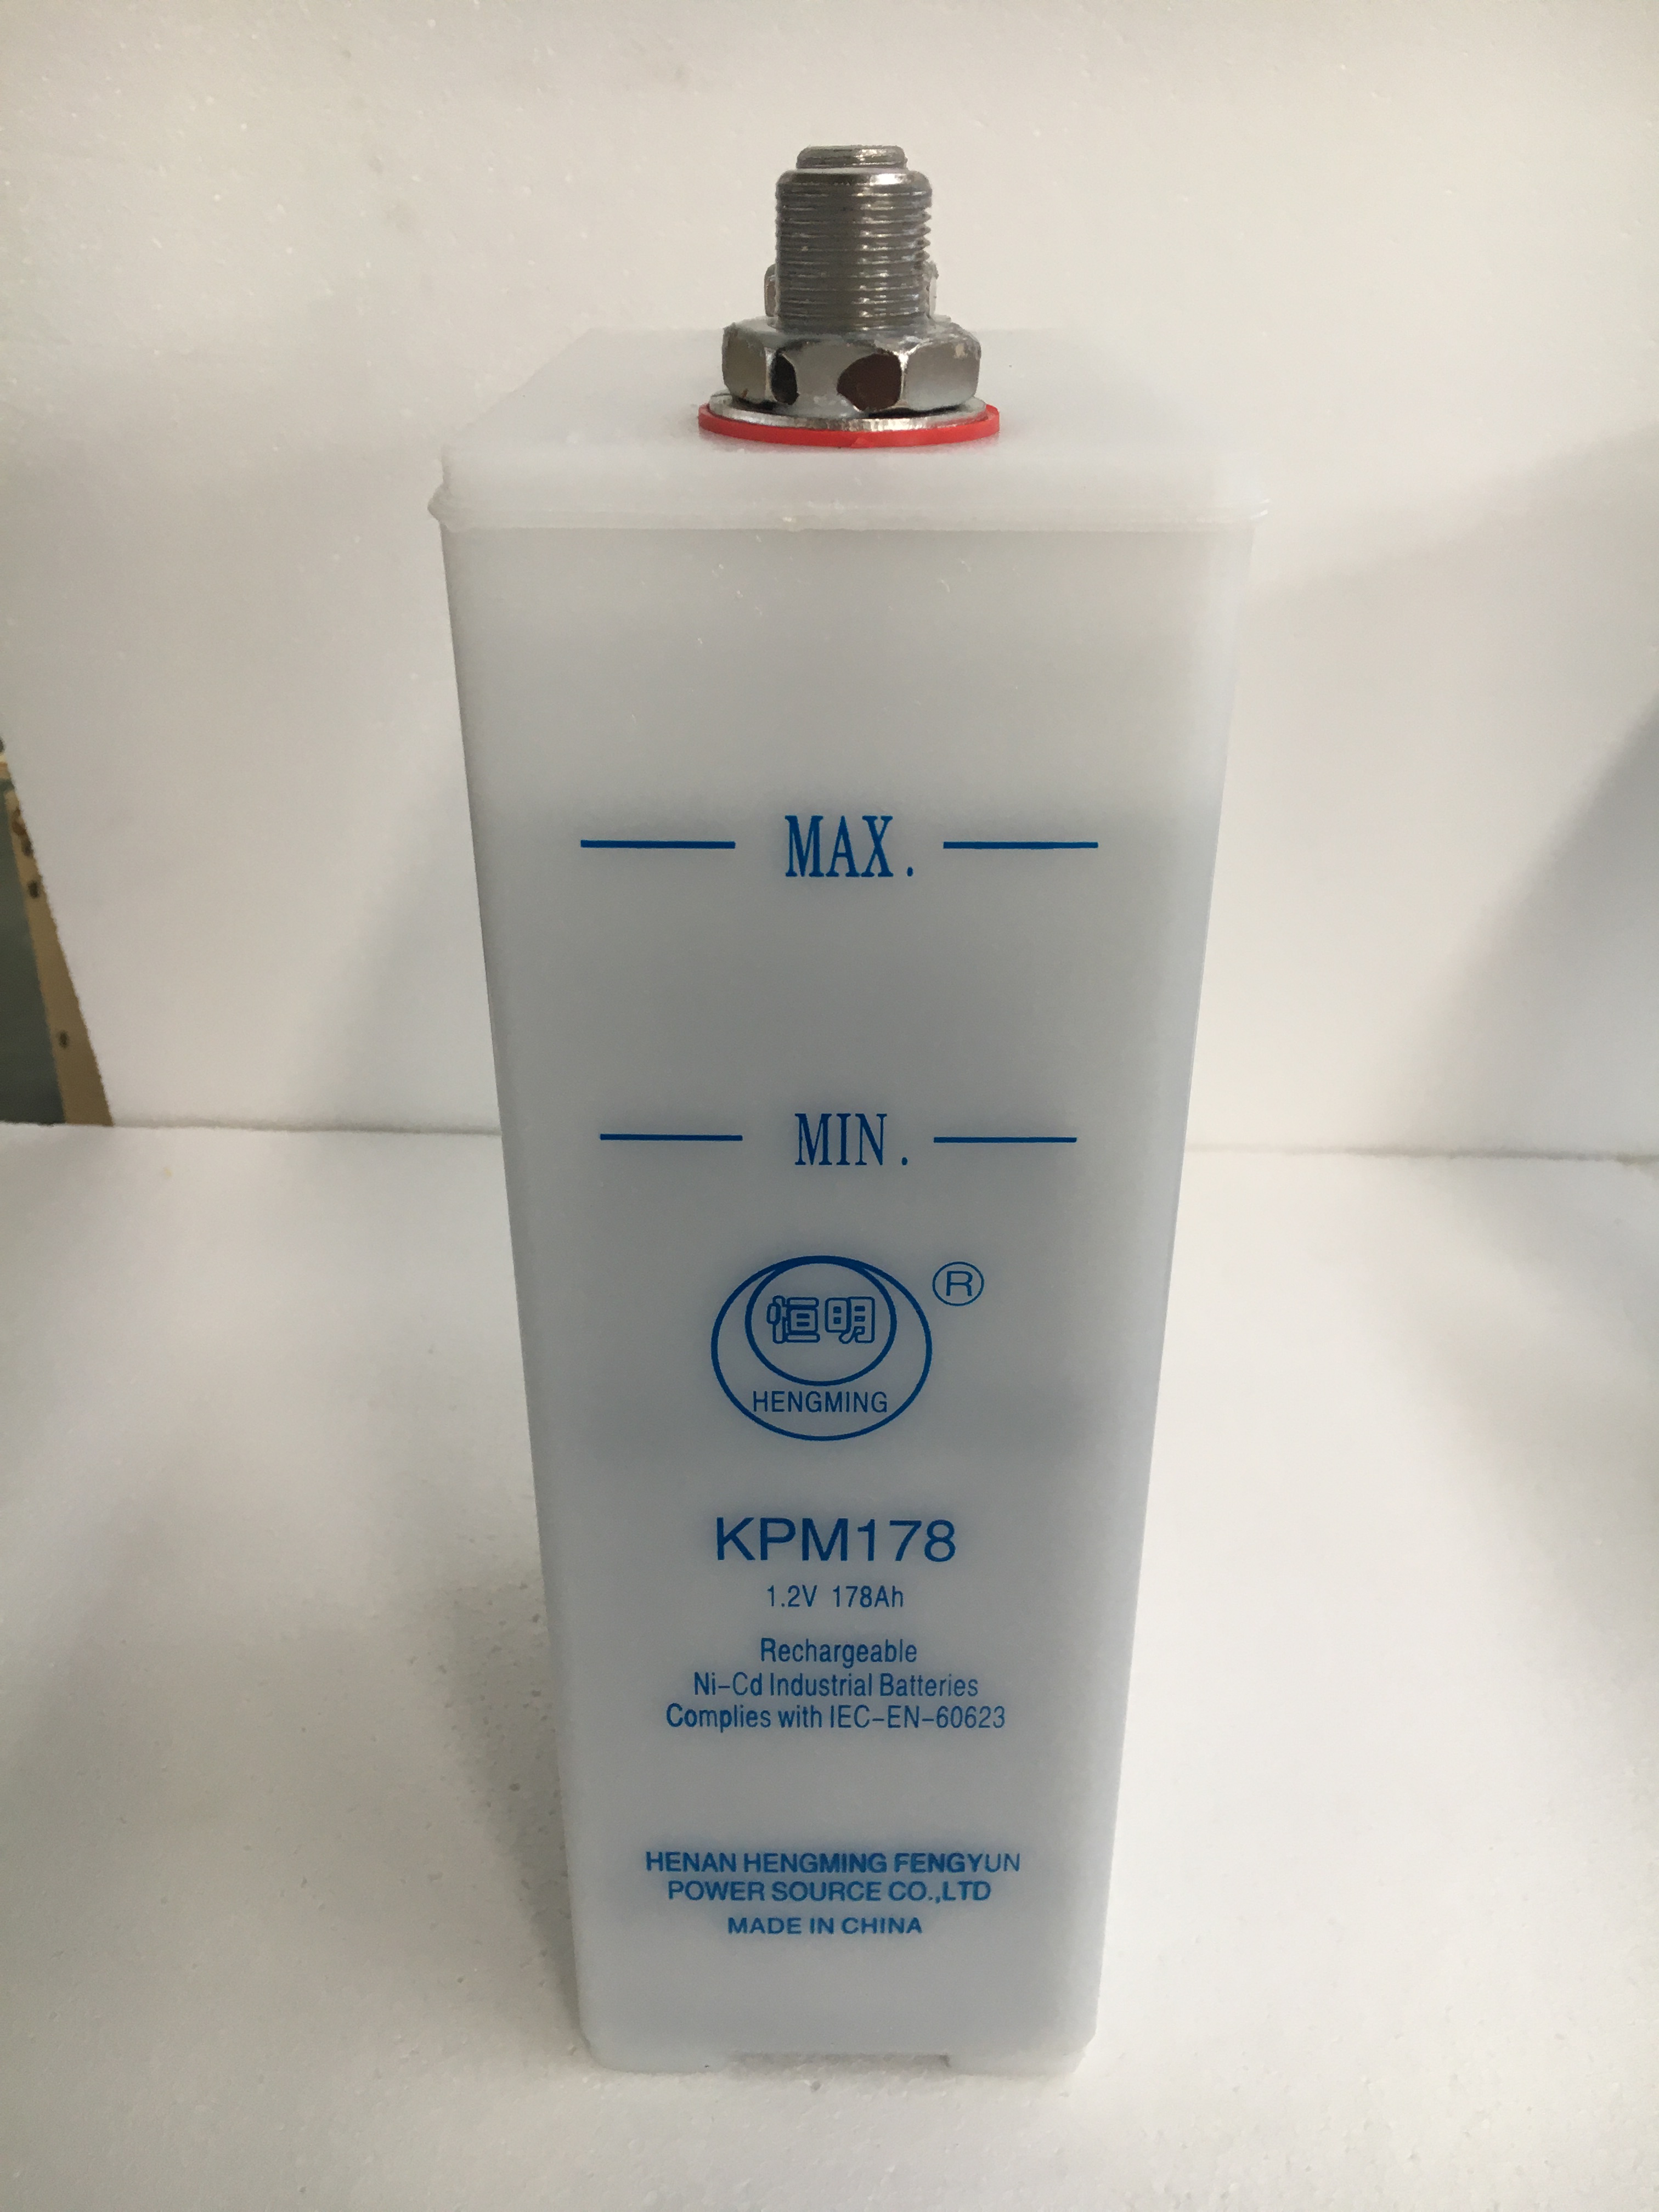 MAX.
MIN.
恒明
®
HENGMING
KPM178
1.2V 178Ah
Rechargeable
Ni-Cd Industrial Batteries
Complies with IEC-EN-60623
HENAN HENGMING FENGYUN
POWER SOURCE CO.,LTD
MADE IN CHINA